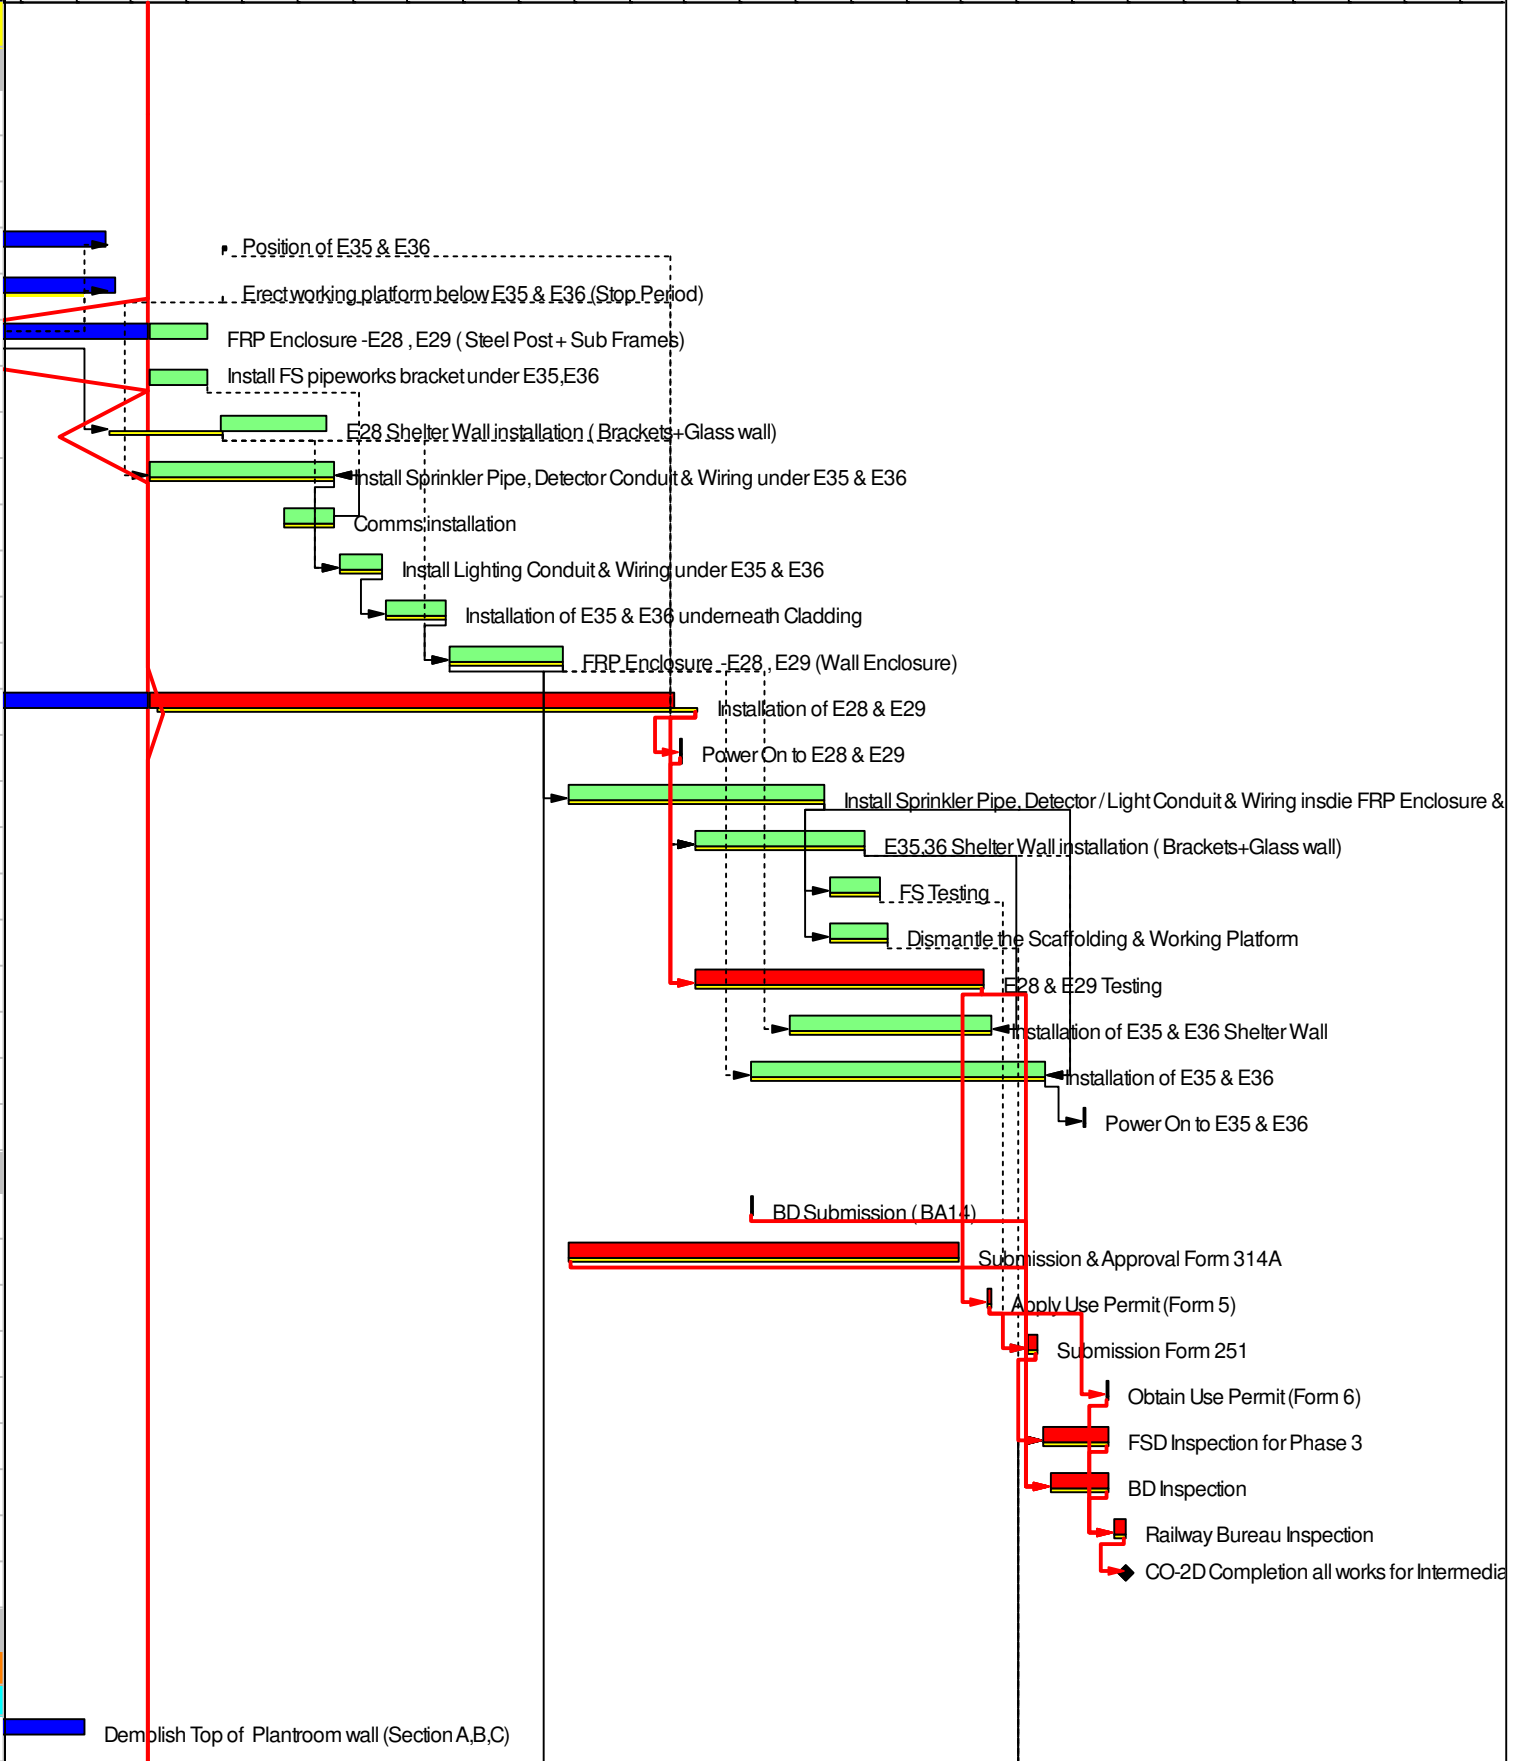 Position of E35 & E36
Erect working platform below E35 & E36 (Stop Period)
FRP Enclosure -E28 , E29 ( Steel Post + Sub Frames)
Install FS pipeworks bracket under E35,E36
E28 Shelter Wall installation ( Brackets+Glass wall)
Install Sprinkler Pipe, Detector Conduit & Wiring under E35 & E36
Comms installation
Install Lighting Conduit & Wiring under E35 & E36
Installation of E35 & E36 underneath Cladding
FRP Enclosure -E28 , E29 (Wall Enclosure)
Installation of E28 & E29
Power On to E28 & E29
Install Sprinkler Pipe, Detector / Light Conduit & Wiring insdie FRP Enclosure &
E35,36 Shelter Wall installation ( Brackets+Glass wall)
FS Testing
Dismantle the Scaffolding & Working Platform
E28 & E29 Testing
Installation of E35 & E36 Shelter Wall
Installation of E35 & E36
Power On to E35 & E36
BD Submission ( BA14)
Submission & Approval Form 314A
Apply Use Permit (Form 5)
Submission Form 251
Obtain Use Permit (Form 6)
FSD Inspection for Phase 3
BD Inspection
Railway Bureau Inspection
CO-2D Completion all works for Intermedia
Demolish Top of Plantroom wall (Section A,B,C)